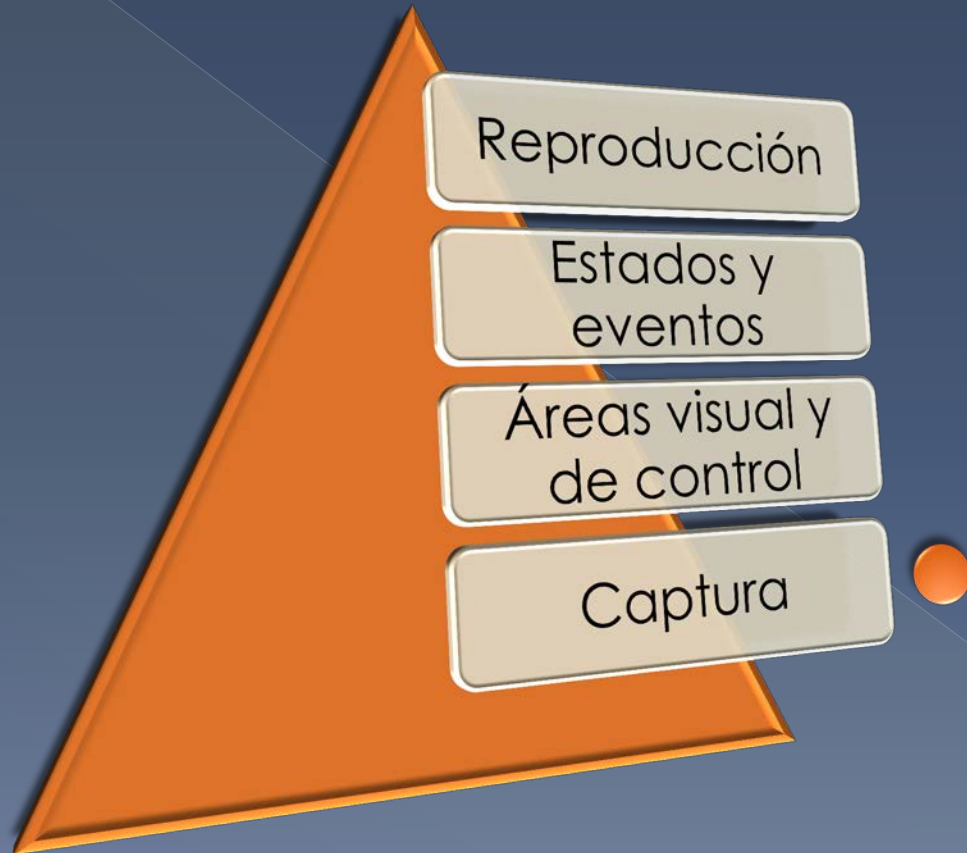 Reproducción
Estados y
eventos
Áreas visual y
de control
Captura